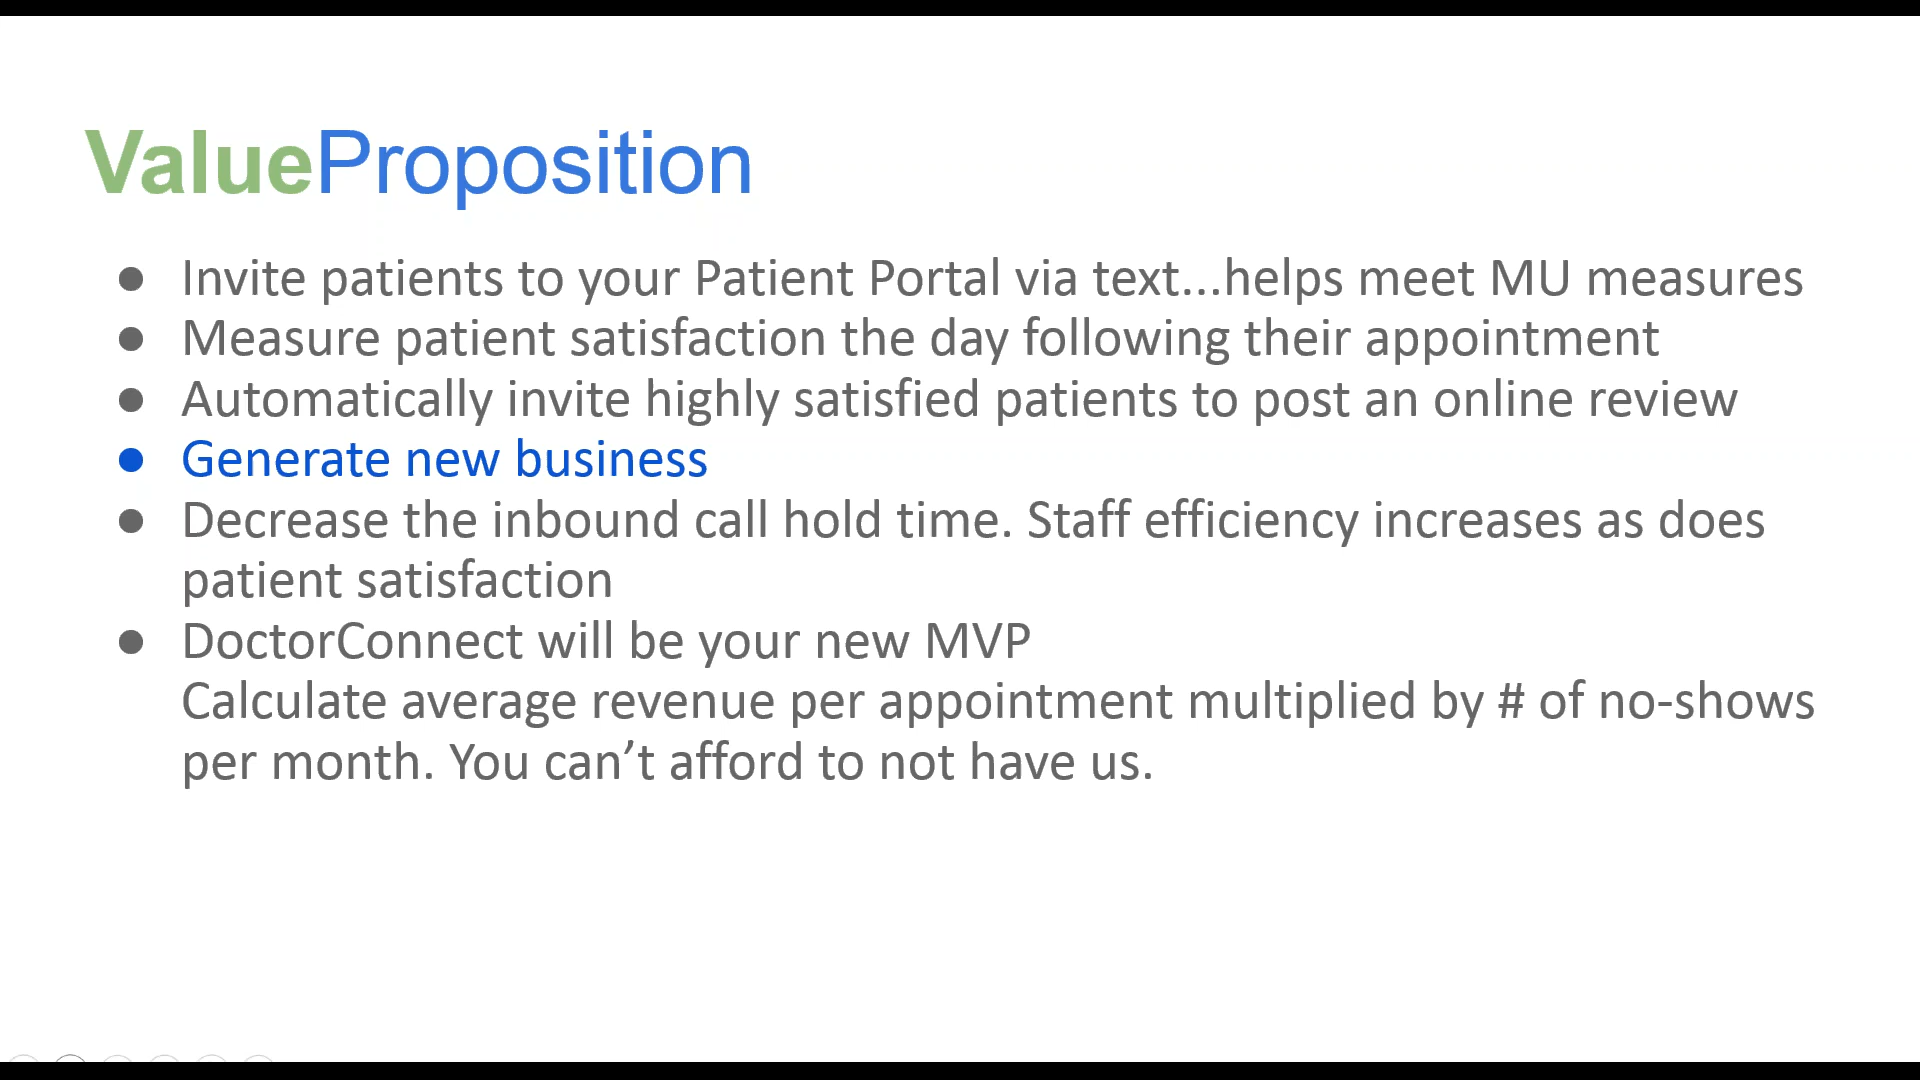 ValueProposition
● Invite patients to your Patient Portal via text...helps meet MU measures
● Measure patient satisfaction the day following their appointment
● Automatically invite highly satisfied patients to post an online review
● Generate new business
● Decrease the inbound call hold time. Staff efficiency increases as does
patient satisfaction
● DoctorConnect will be your new MVP
Calculate average revenue per appointment multiplied by # of no-shows
per month. You can’t afford to not have us.